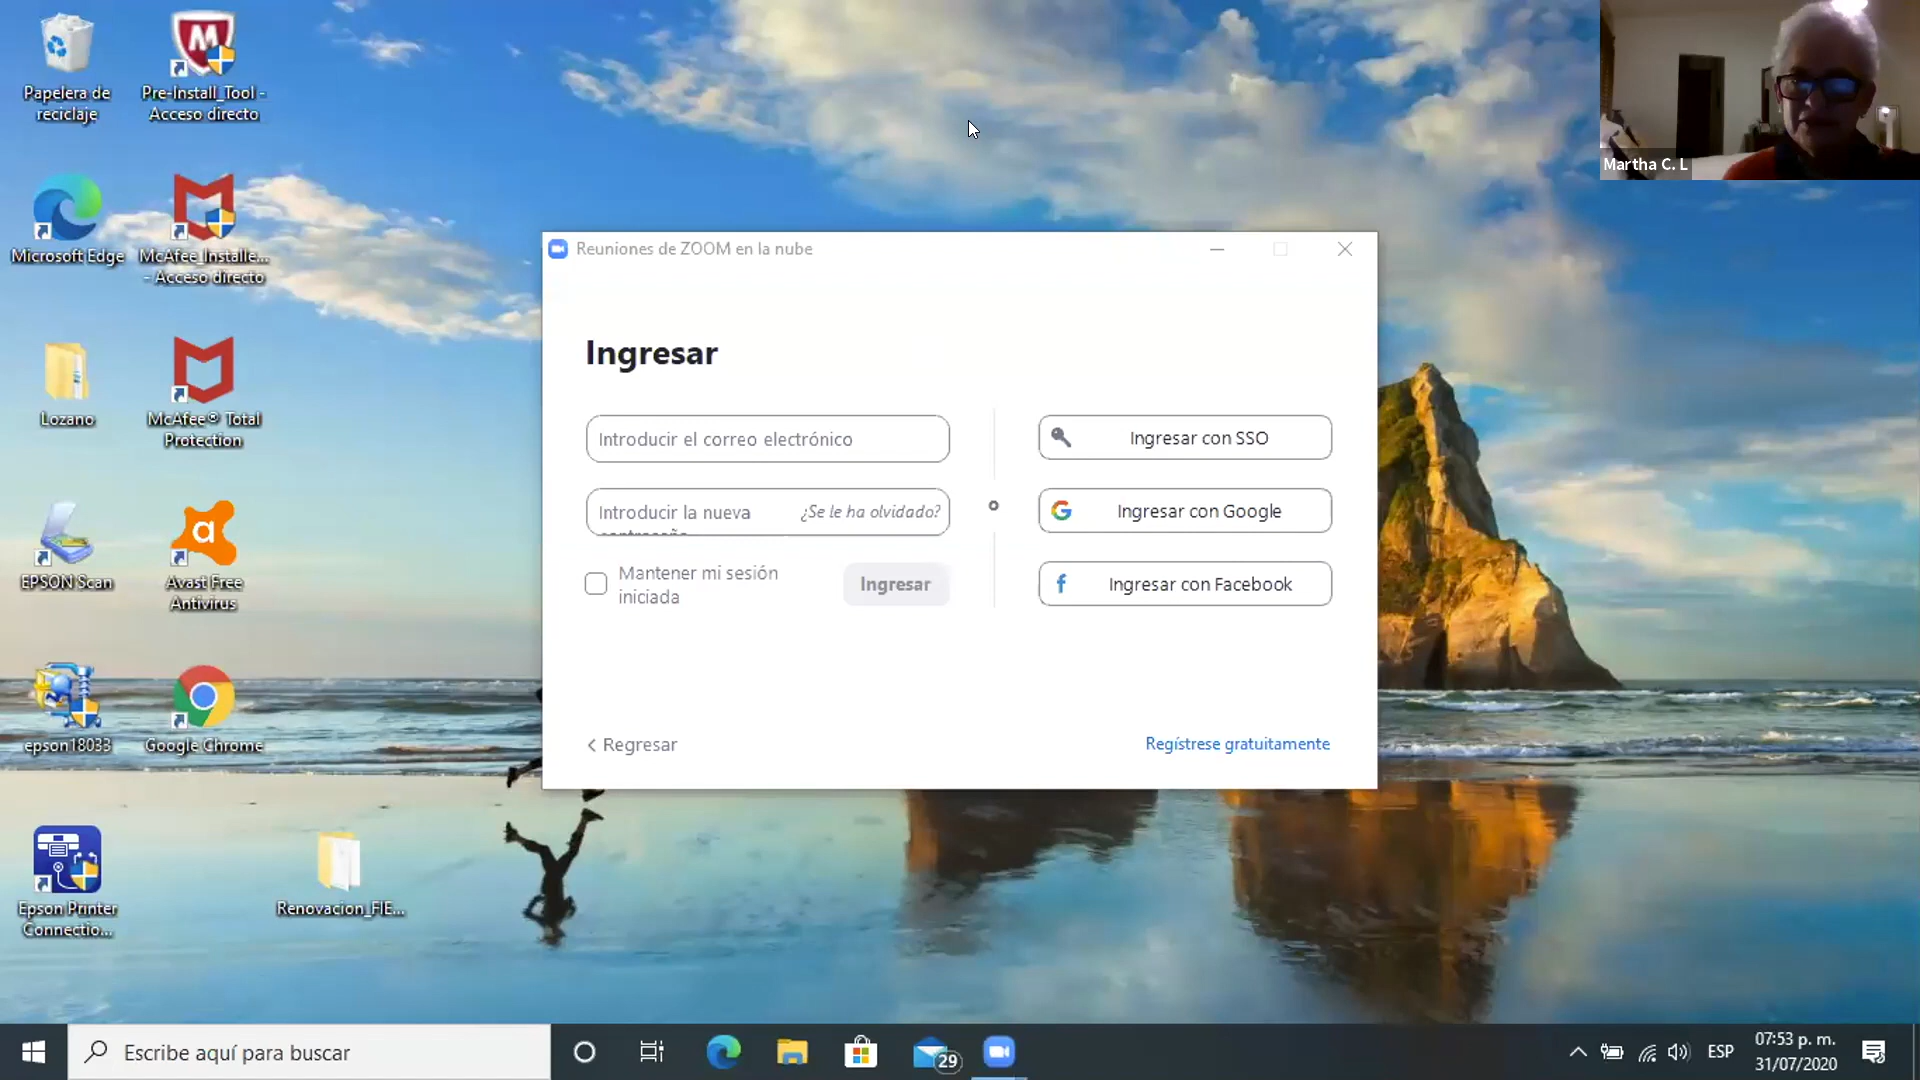 Papelera de
reciclaje
Pre-Install_Tool -
Acceso directo
Microsoft Edge
McAfee_Installe...
- Acceso directo
Lozano
McAfee® Total
Protection
EPSON Scan
Avast Free
Antivirus
epson18033
Google Chrome
Epson Printer
Connectio...
Renovacion_FIE...
Martha C. L
Reuniones de ZOOM en la nube
Ingresar
Introducir el correo electrónico
Introducir la nueva
contraseña
¿Se le ha olvidado?
Mantener mi sesión
iniciada
Ingresar
Ingresar con SSO
Ingresar con Google
Ingresar con Facebook
< Regresar
Regístrese gratuitamente
Escribe aquí para buscar
29
ESP
07:53 p. m.
31/07/2020